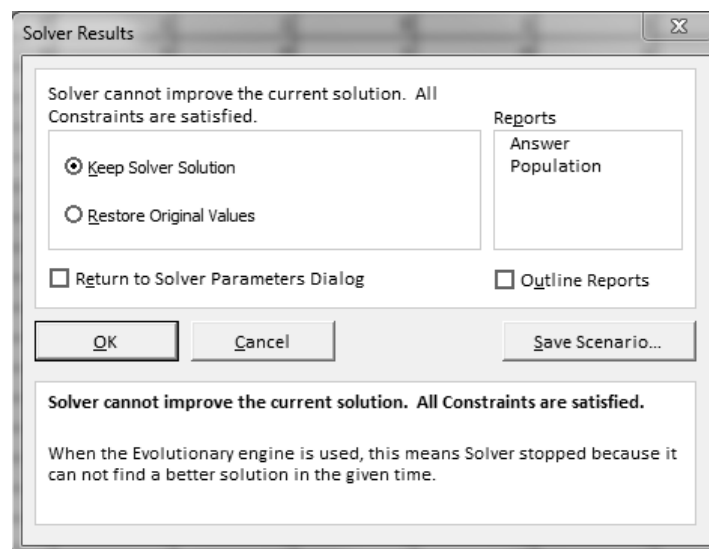 Solver Results
Solver cannot improve the current solution.  All
Constraints are satisfied.
Reports
Answer
Population
Keep Solver Solution
Restore Original Values
Return to Solver Parameters Dialog
Outline Reports
OK
Cancel
Save Scenario...
Solver cannot improve the current solution.  All Constraints are satisfied.
When the Evolutionary engine is used, this means Solver stopped because it
can not find a better solution in the given time.